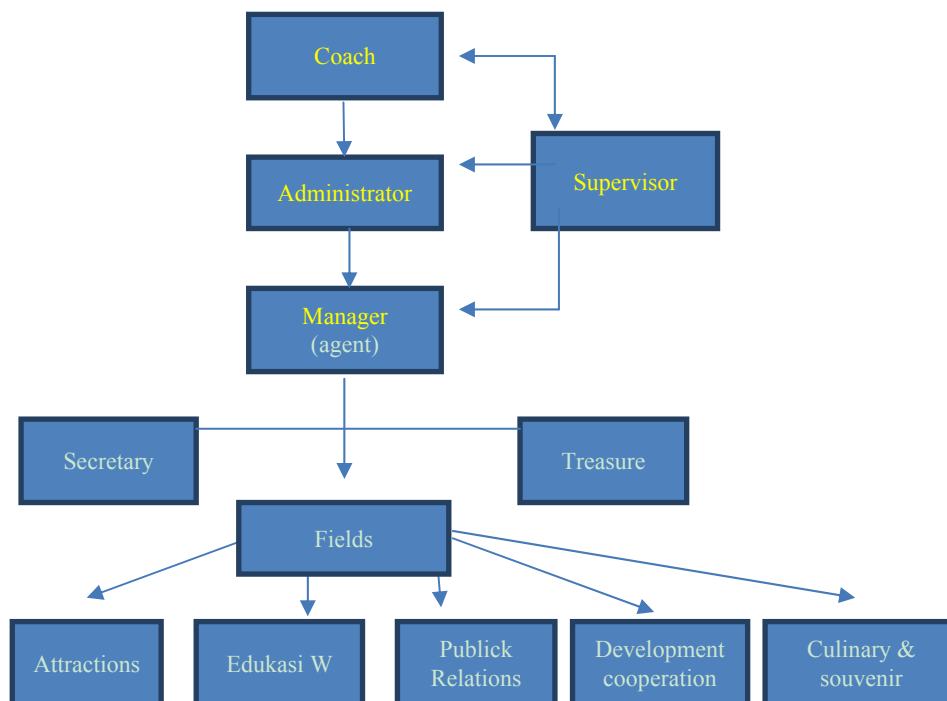 Coach
Administrator
Supervisor
Manager
(agent)
Secretary
Treasure
Fields
Attractions
Edukasi W
Publick
Relations
Development
cooperation
Culinary &
souvenir